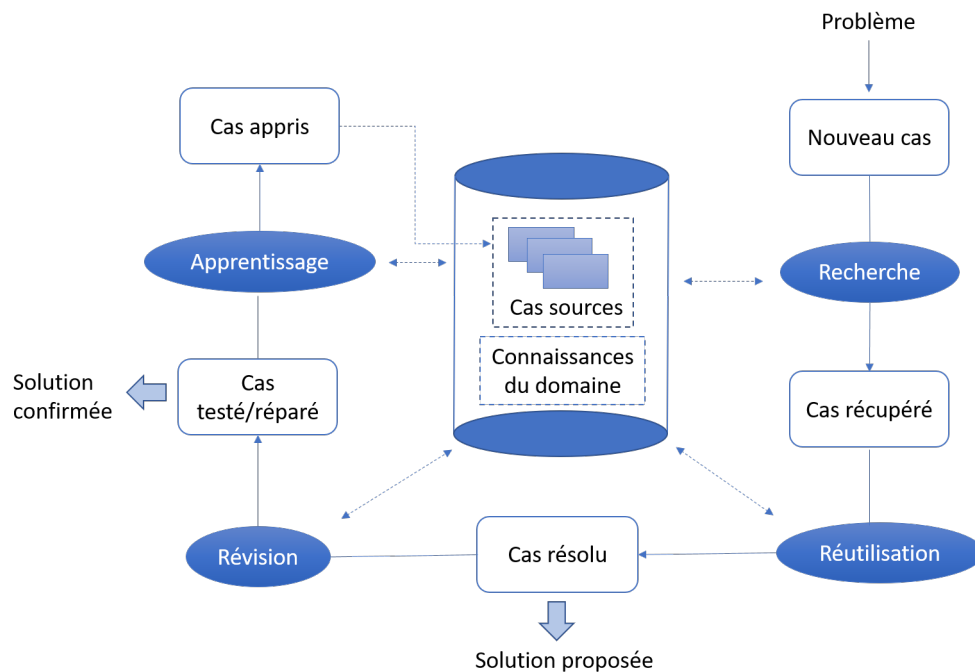 Problème
Cas appris
Nouveau cas
Apprentissage
Recherche
Cas sources
Connaissances
du domaine
Solution
confirmée
Cas
testé/réparé
Cas récupéré
Révision
Cas résolu
Réutilisation
Solution proposée